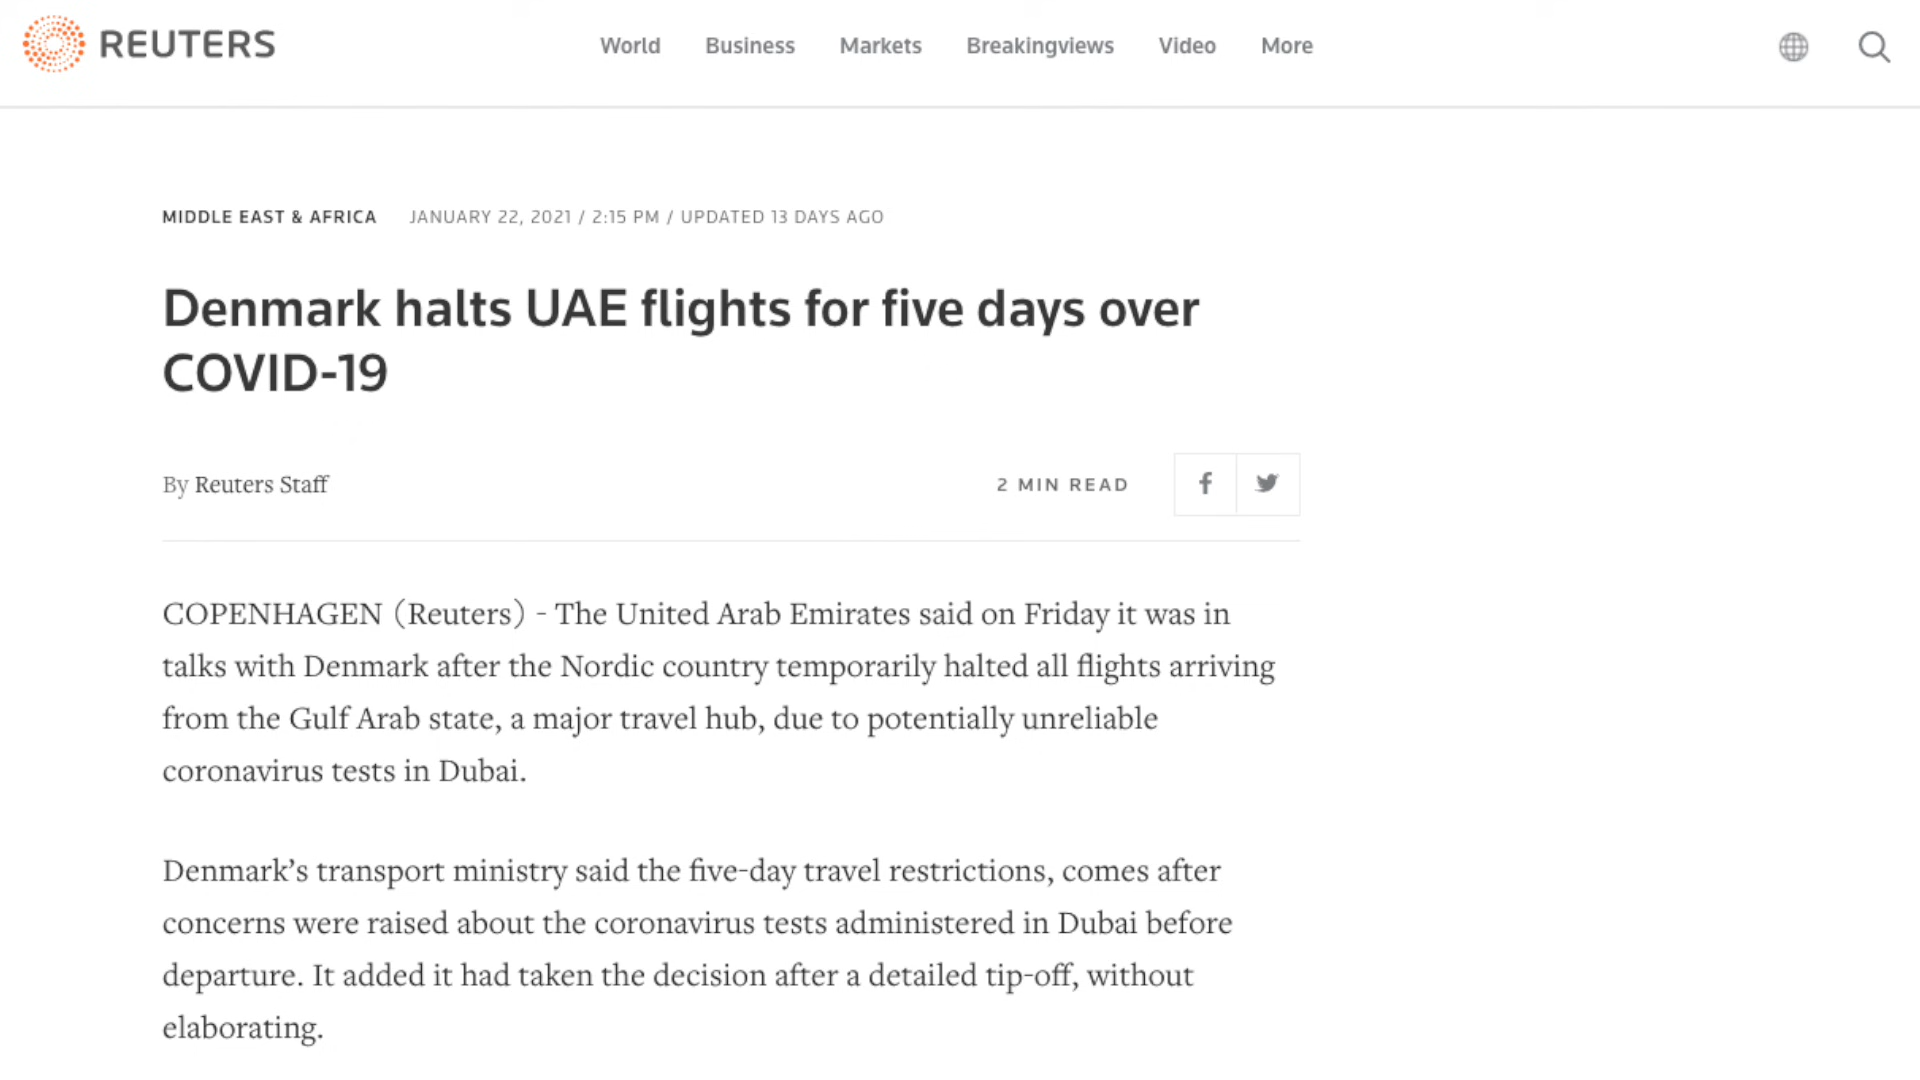 REUTERS
World Business Markets Breakingviews Video More
MIDDLE EAST & AFRICA JANUARY 22, 2021 / 2:15 PM / UPDATED 13 DAYS AGO
Denmark halts UAE flights for five days over
COVID-19
By Reuters Staff
2 MIN READ
COPENHAGEN (Reuters) - The United Arab Emirates said on Friday it was in
talks with Denmark after the Nordic country temporarily halted all flights arriving
from the Gulf Arab state, a major travel hub, due to potentially unreliable
coronavirus tests in Dubai.
Denmark’s transport ministry said the five-day travel restrictions, comes after
concerns were raised about the coronavirus tests administered in Dubai before
departure. It added it had taken the decision after a detailed tip-off, without
elaborating.